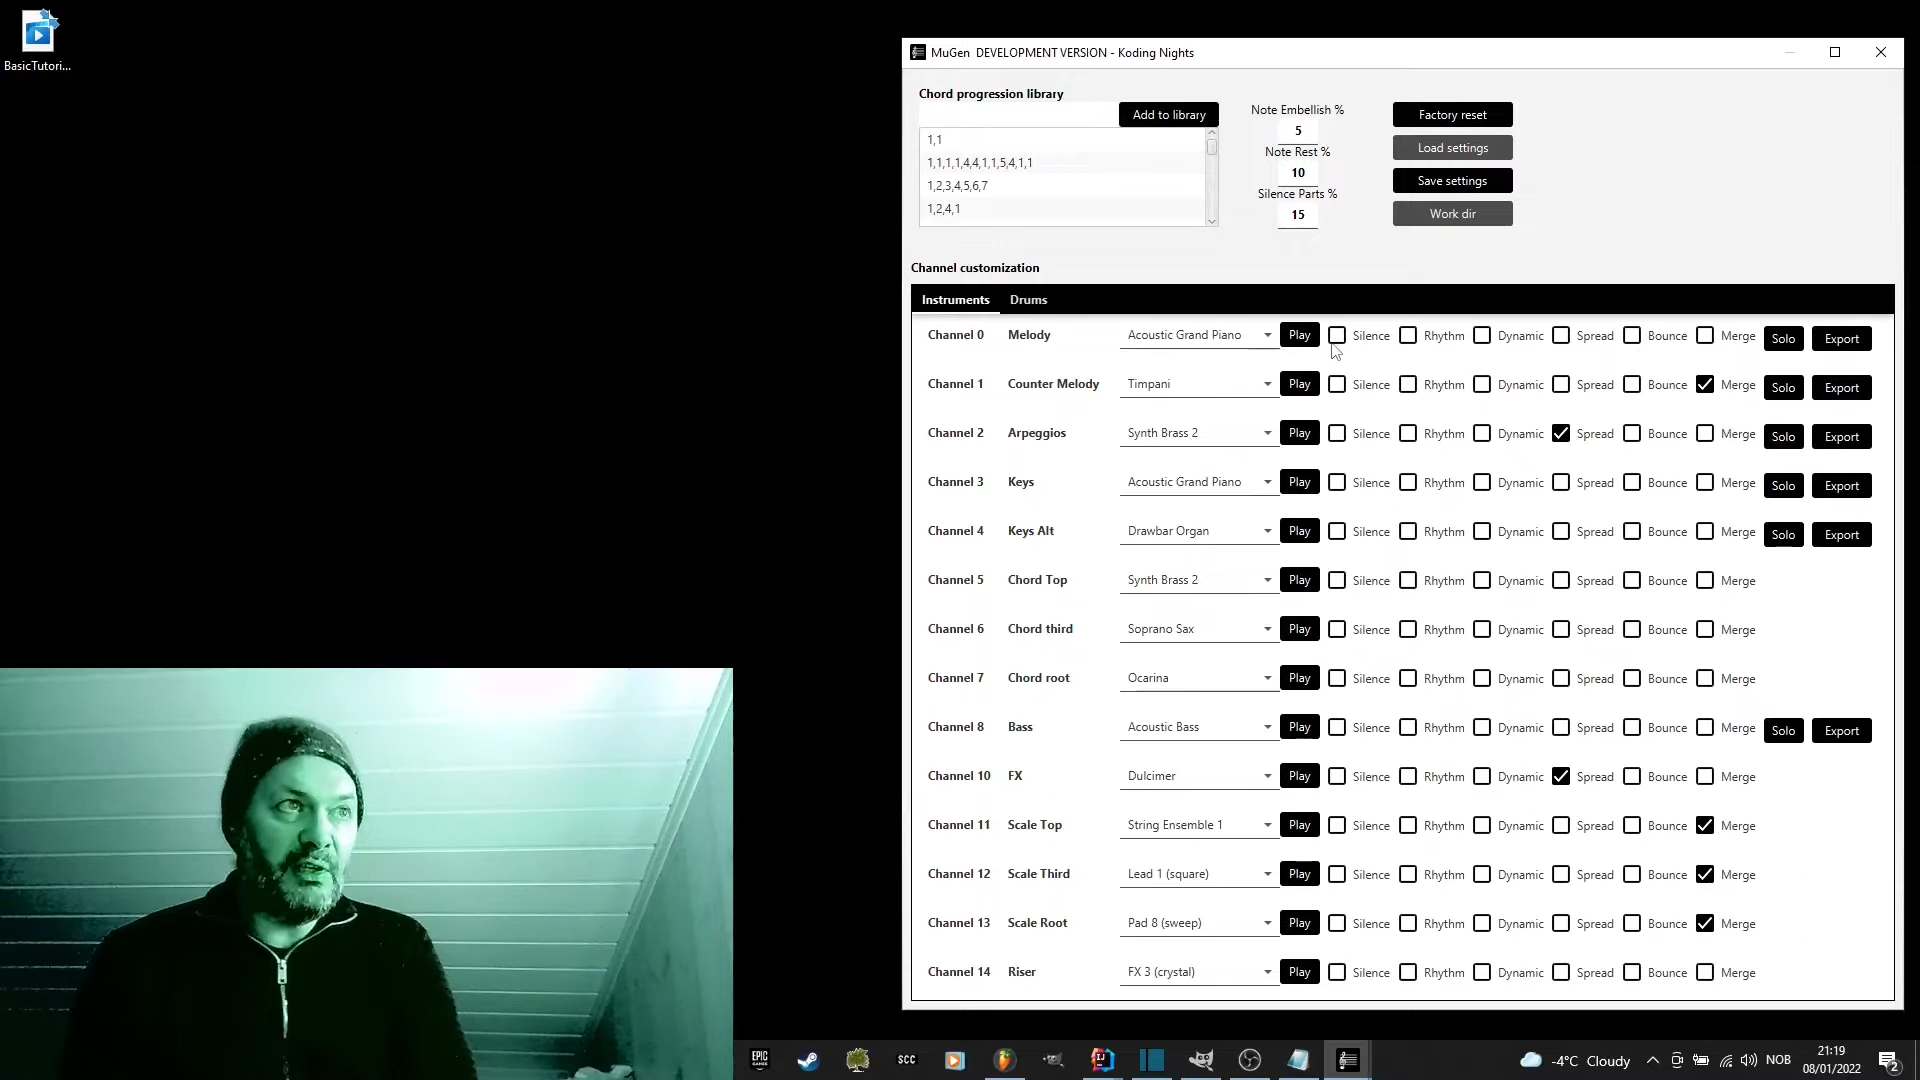 BasicTutori...
MuGen DEVELOPMENT VERSION - Koding Nights
Chord progression library
Add to library
1,1
1,1,1,1,4,4,1,1,5,4,1,1
1,2,3,4,5,6,7
1,2,4,1
Note Embellish %
5
Note Rest %
10
Silence Parts %
15
Factory reset
Load settings
Save settings
Work dir
Channel customization
Instruments Drums
Channel 0 Melody Acoustic Grand Piano Play Silence Rhythm Dynamic Spread Bounce Merge Solo Export
Channel 1 Counter Melody Timpani Play Silence Rhythm Dynamic Spread Bounce Merge Solo Export
Channel 2 Arpeggios Synth Brass 2 Play Silence Rhythm Dynamic Spread Bounce Merge Solo Export
Channel 3 Keys Acoustic Grand Piano Play Silence Rhythm Dynamic Spread Bounce Merge Solo Export
Channel 4 Keys Alt Drawbar Organ Play Silence Rhythm Dynamic Spread Bounce Merge Solo Export
Channel 5 Chord Top Synth Brass 2 Play Silence Rhythm Dynamic Spread Bounce Merge
Channel 6 Chord third Soprano Sax Play Silence Rhythm Dynamic Spread Bounce Merge
Channel 7 Chord root Ocarina Play Silence Rhythm Dynamic Spread Bounce Merge
Channel 8 Bass Acoustic Bass Play Silence Rhythm Dynamic Spread Bounce Merge Solo Export
Channel 10 FX Dulcimer Play Silence Rhythm Dynamic Spread Bounce Merge
Channel 11 Scale Top String Ensemble 1 Play Silence Rhythm Dynamic Spread Bounce Merge
Channel 12 Scale Third Lead 1 (square) Play Silence Rhythm Dynamic Spread Bounce Merge
Channel 13 Scale Root Pad 8 (sweep) Play Silence Rhythm Dynamic Spread Bounce Merge
Channel 14 Riser FX 3 (crystal) Play Silence Rhythm Dynamic Spread Bounce Merge
EPIC GAMES
SCC
IJ
-4°C Cloudy
NOB
21:19
08/01/2022
2